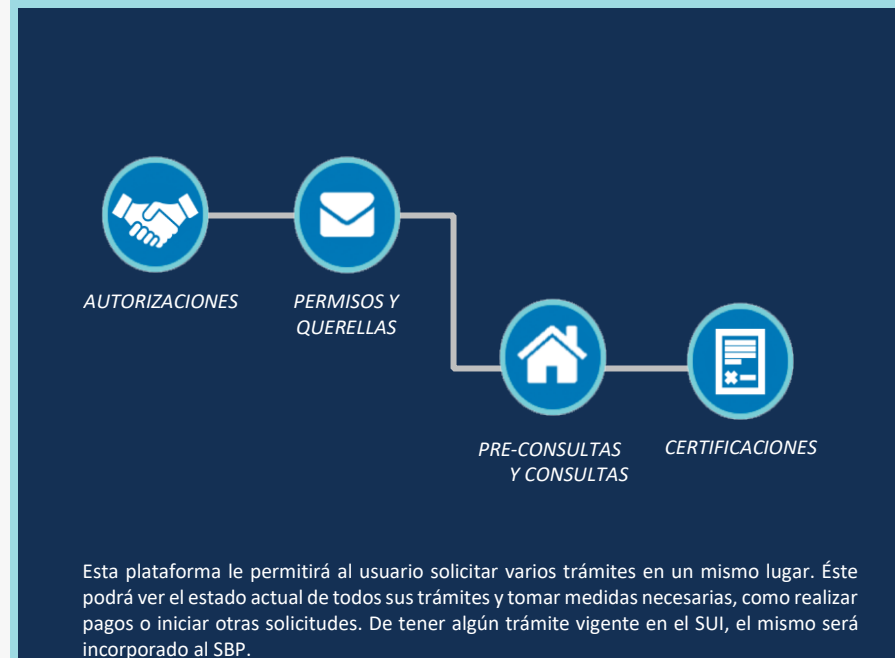 AUTORIZACIONES
PERMISOS Y
QUERELLAS
PRE-CONSULTAS
Y CONSULTAS
CERTIFICACIONES
Esta plataforma le permitirá al usuario solicitar varios trámites en un mismo lugar. Éste
podrá ver el estado actual de todos sus trámites y tomar medidas necesarias, como realizar
pagos o iniciar otras solicitudes. De tener algún trámite vigente en el SUI, el mismo será
incorporado al SBP.